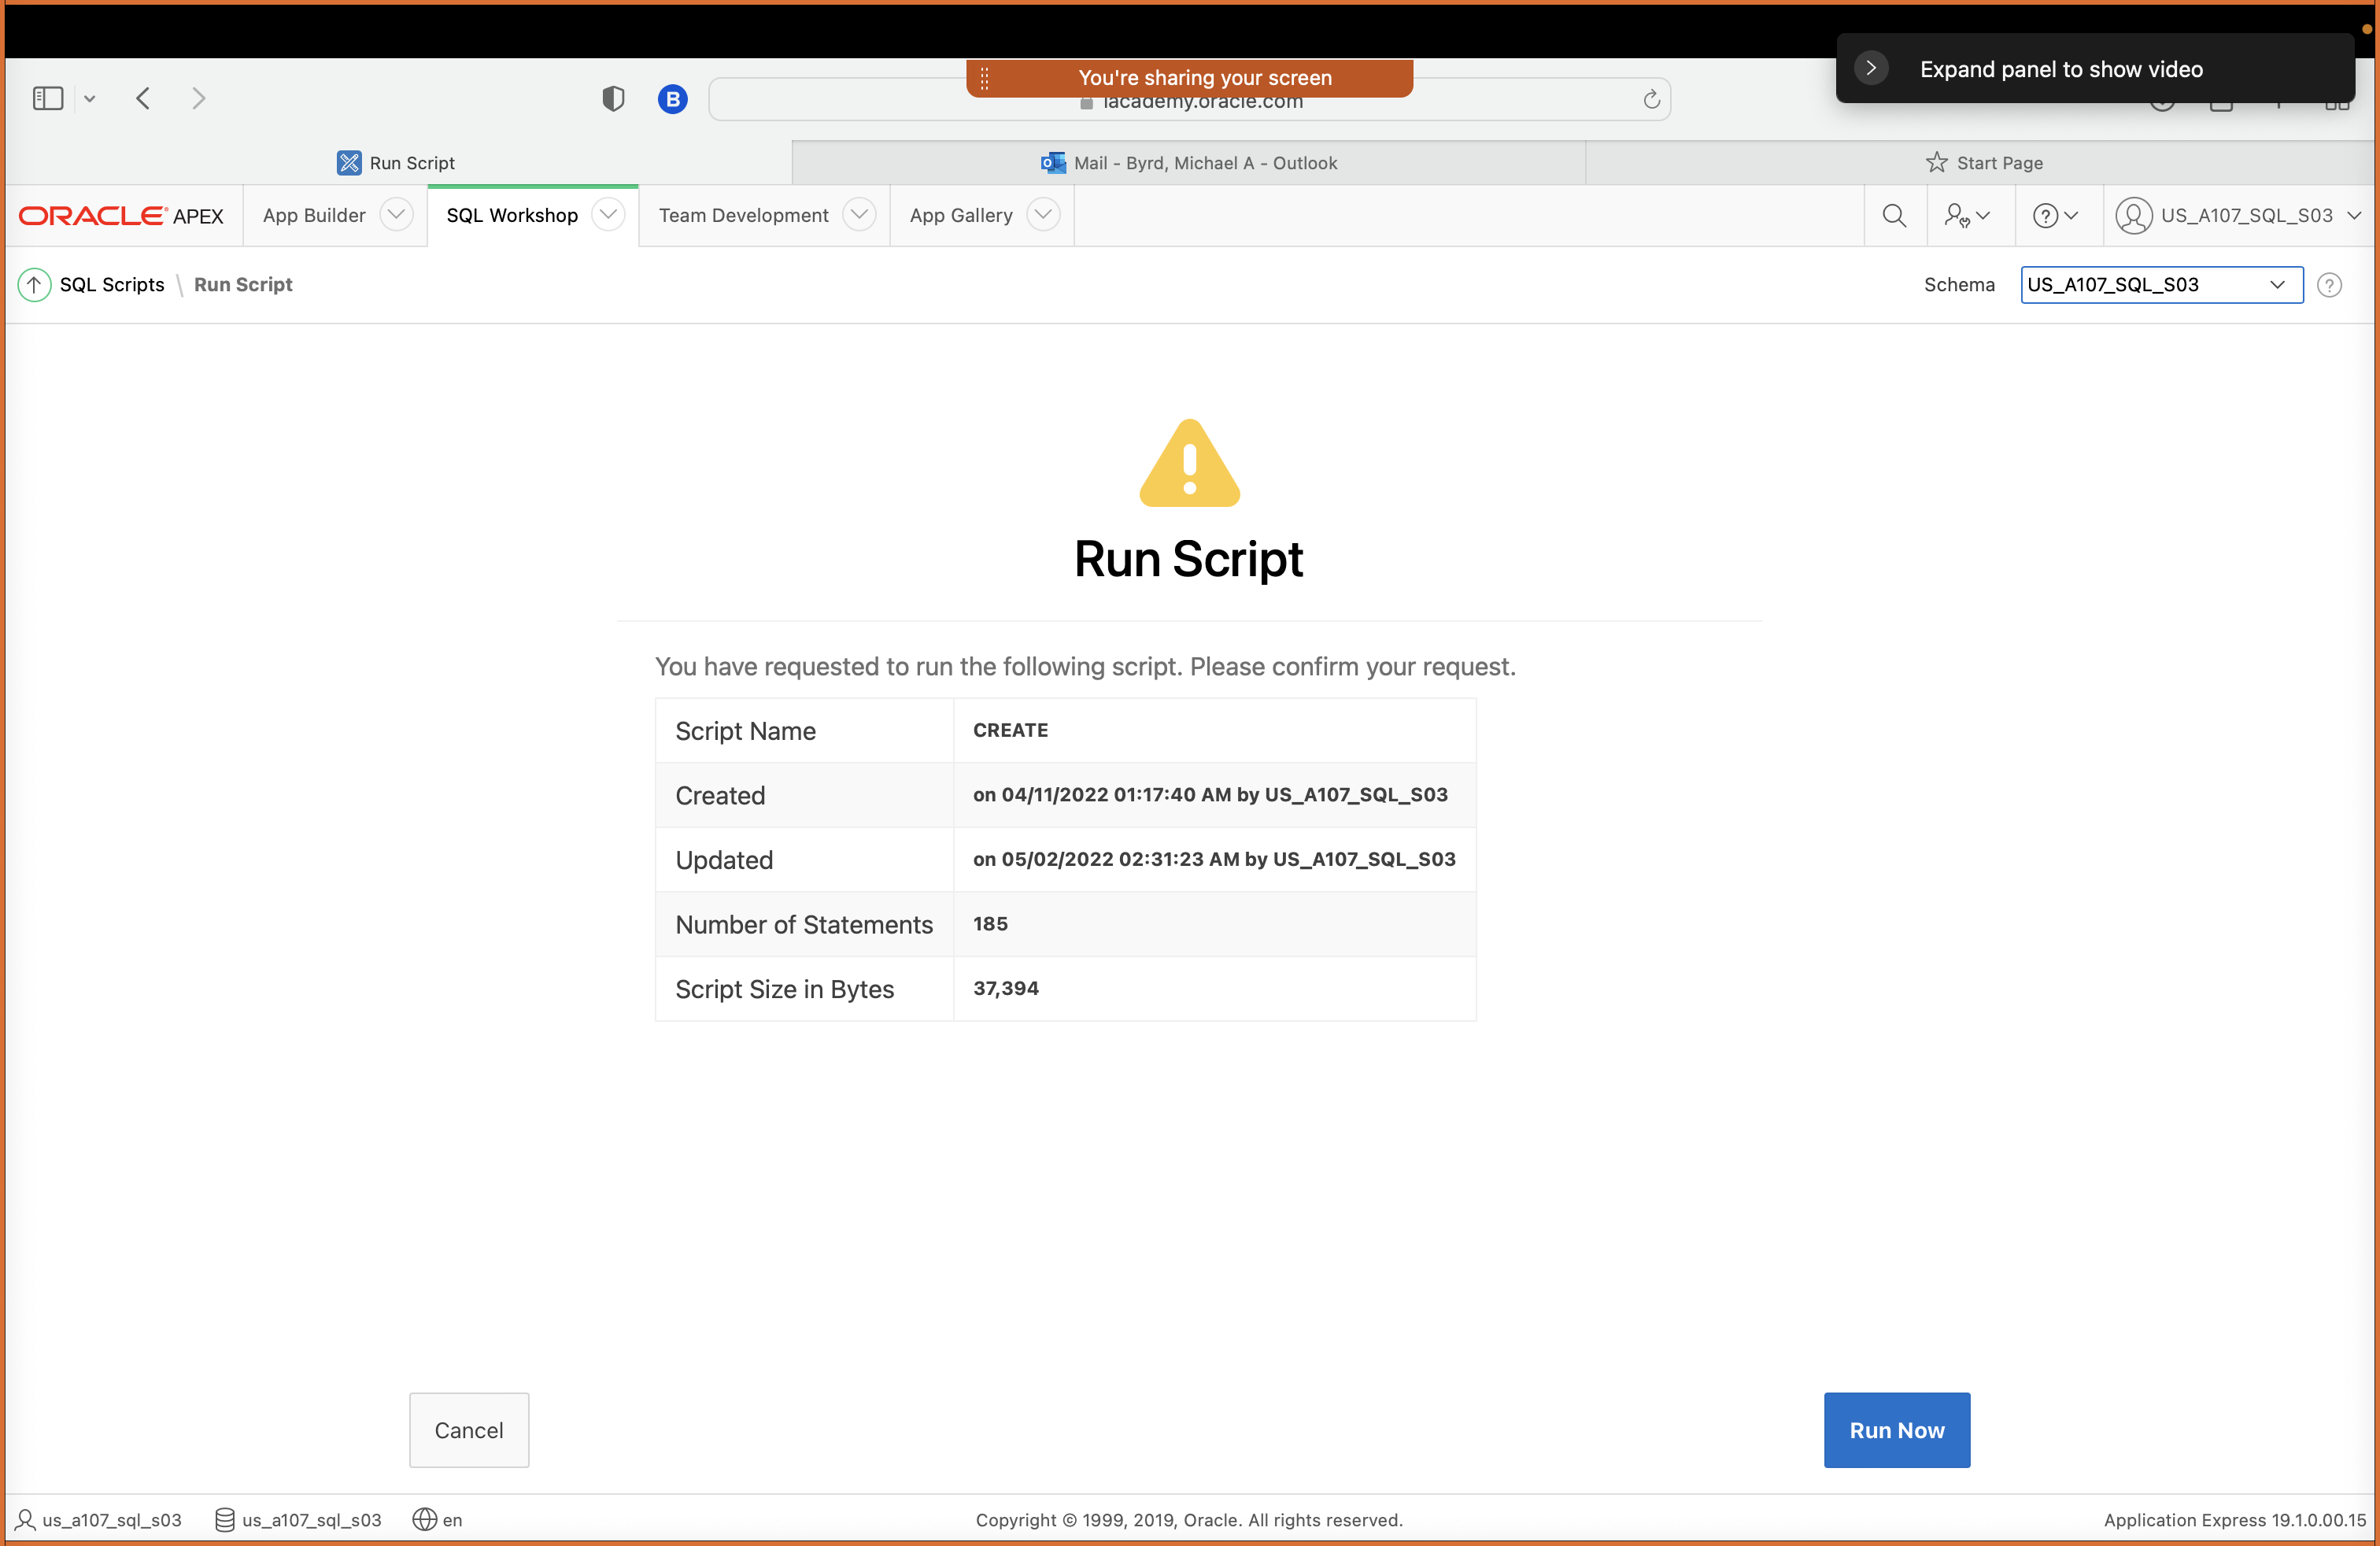 You're sharing your screen
Expand panel to show video
B
iacademy.oracle.com
Run Script
Mail - Byrd, Michael A - Outlook
Start Page
ORACLE APEX
App Builder
SQL Workshop
Team Development
App Gallery
US_A107_SQL_S03
SQL Scripts \ Run Script
Schema
US_A107_SQL_S03
Run Script
You have requested to run the following script. Please confirm your request.
Script Name CREATE
Created on 04/11/2022 01:17:40 AM by US_A107_SQL_S03
Updated on 05/02/2022 02:31:23 AM by US_A107_SQL_S03
Number of Statements 185
Script Size in Bytes 37,394
Cancel
Run Now
us_a107_sql_s03
us_a107_sql_s03
en
Copyright © 1999, 2019, Oracle. All rights reserved.
Application Express 19.1.0.00.15